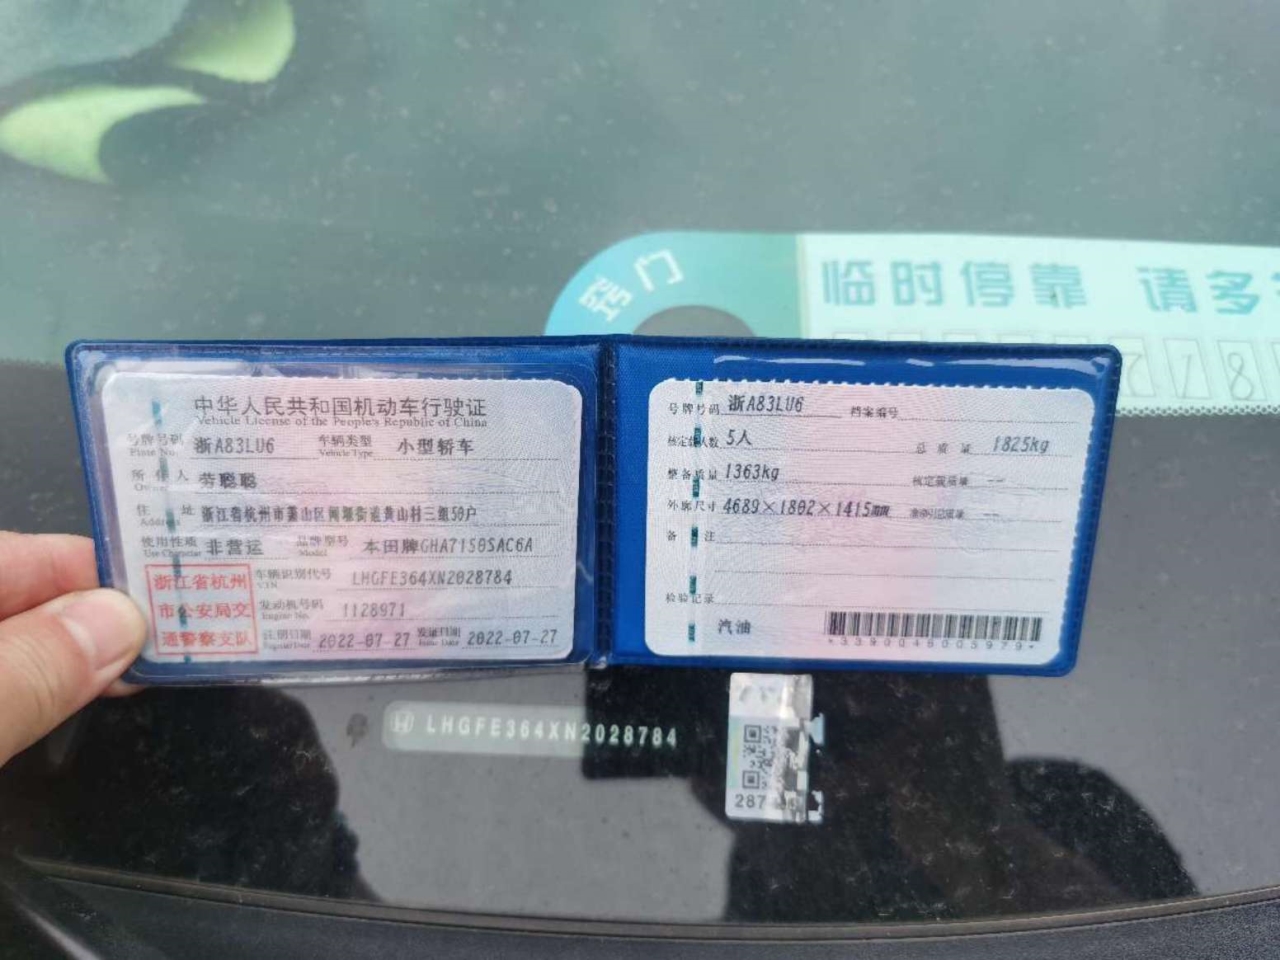 窍门
临时停靠 请多
中华人民共和国机动车行驶证
Vehicle License of the People's Republic of China
号牌号码 浙A83LU6 车辆类型 小型轿车
Plate No. Vehicle Type
所有人 劳聪聪
Owner
住址 浙江省杭州市萧山区闻堰街道黄山村三组50户
Address
使用性质 非营运 品牌型号 本田牌GHA7150SAC6A
Use Character Model
浙江省杭州
市公安局交
通警察支队
车辆识别代号 LHGFE364XN2028784
VIN
发动机号码 1128971
Engine No.
注册日期 2022-07-27 发证日期 2022-07-27
Register Date Issue Date
号牌号码 浙A83LU6 档案编号
核定载人数 5人 总质量 1825kg
整备质量 1363kg 核定载质量 --
外廓尺寸 4689×1802×1415mm 准牵引总质量 --
备注
检验记录
汽油
*3390046005979*
LHGFE364XN2028784
287